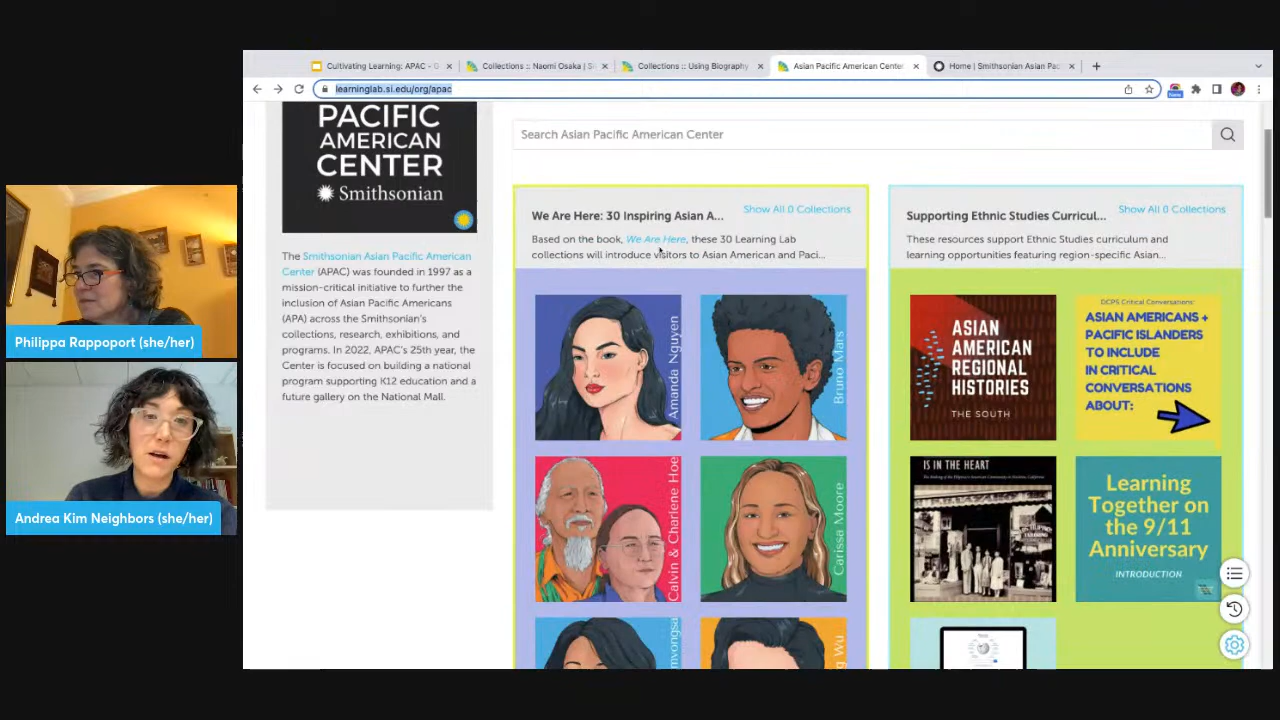 Cultivating Learning: APAC - G
Collections :: Naomi Osaka | S
Collections :: Using Biography
Asian Pacific American Center
Home | Smithsonian Asian Pac
learninglab.si.edu/org/apac
New
PACIFIC
AMERICAN
CENTER
Smithsonian
The Smithsonian Asian Pacific American
Center (APAC) was founded in 1997 as a
mission-critical initiative to further the
inclusion of Asian Pacific Americans
(APA) across the Smithsonian's
collections, research, exhibitions, and
programs. In 2022, APAC's 25th year, the
Center is focused on building a national
program supporting K12 education and a
future gallery on the National Mall.
Search Asian Pacific American Center
We Are Here: 30 Inspiring Asian A...
Show All 0 Collections
Based on the book, We Are Here, these 30 Learning Lab
collections will introduce visitors to Asian American and Paci...
Amanda Nguyen
Bruno Mars
Calvin & Charlene Hoe
Carissa Moore
Supporting Ethnic Studies Curricul...
Show All 0 Collections
These resources support Ethnic Studies curriculum and
learning opportunities featuring region-specific Asian...
ASIAN
AMERICAN
REGIONAL
HISTORIES
THE SOUTH
DCPS Critical Conversations:
ASIAN AMERICANS +
PACIFIC ISLANDERS
TO INCLUDE
IN CRITICAL
CONVERSATIONS
ABOUT:
IS IN THE HEART
Learning
Together on
the 9/11
Anniversary
INTRODUCTION
Philippa Rappoport (she/her)
Andrea Kim Neighbors (she/her)